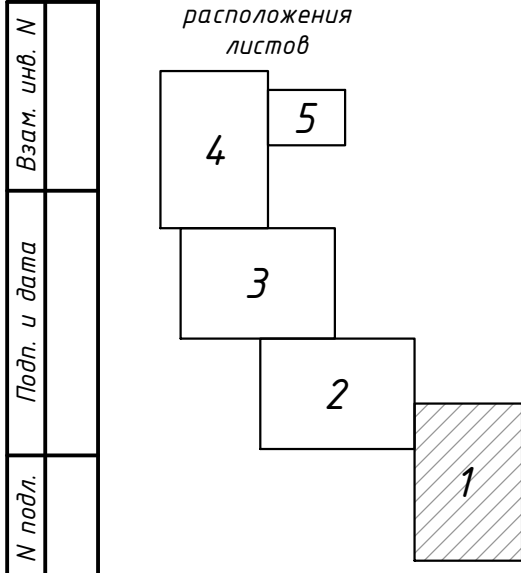 расположения
листов
Взам. инв. N
Подп. и дата
N подл.
4
5
3
2
1